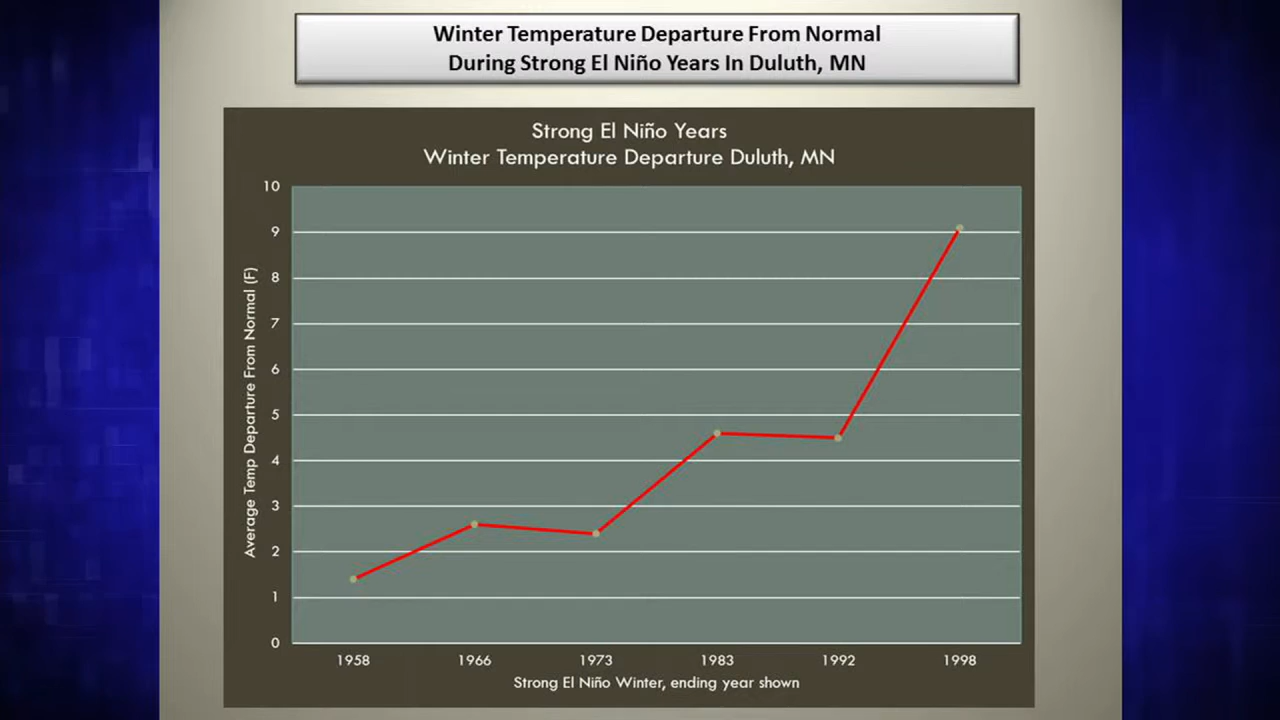 Winter Temperature Departure From Normal
During Strong El Niño Years In Duluth, MN
Strong El Niño Years
Winter Temperature Departure Duluth, MN
10
9
8
7
6
5
4
3
2
1
0
Average Temp Departure From Normal (F)
1958 1966 1973 1983 1992 1998
Strong El Niño Winter, ending year shown